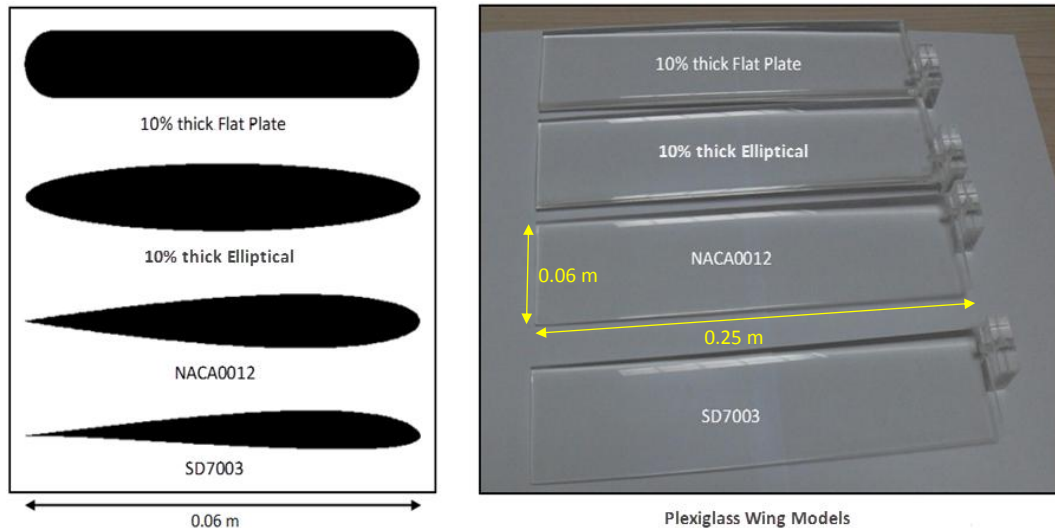 10% thick Flat Plate
10% thick Elliptical
NACA0012
SD7003
0.06 m
10% thick Flat Plate
10% thick Elliptical
NACA0012
0.06 m
0.25 m
SD7003
Plexiglass Wing Models